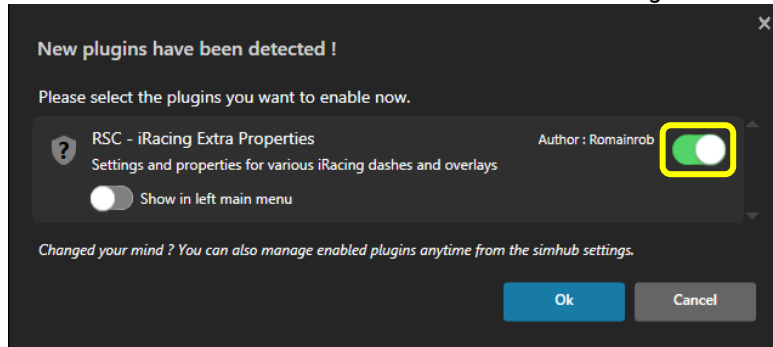 New plugins have been detected !
Please select the plugins you want to enable now.
RSC - iRacing Extra Properties
Author : Romainrob
Settings and properties for various iRacing dashes and overlays
Show in left main menu
Changed your mind ? You can also manage enabled plugins anytime from the simhub settings.
Ok
Cancel